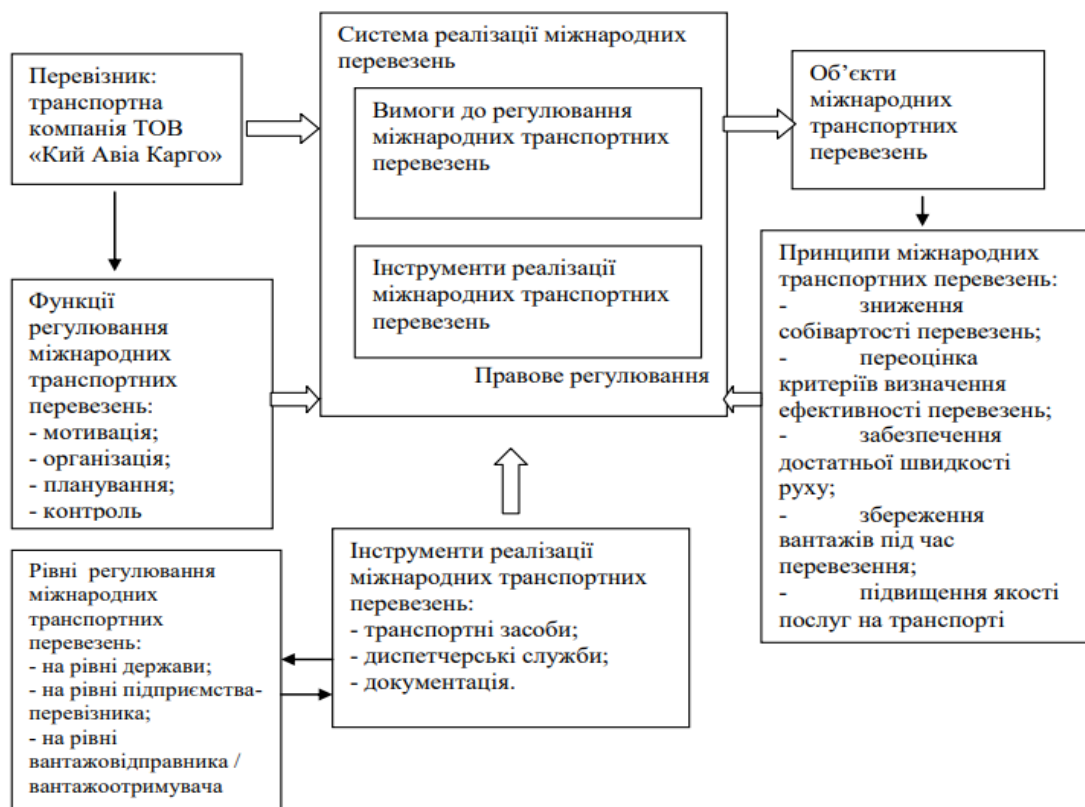 Перевізник:
транспортна
компанія ТОВ
«Кий Авіа Карго»
Система реалізації міжнародних
перевезень
Вимоги до регулювання
міжнародних транспортних
перевезень
Інструменти реалізації
міжнародних транспортних
перевезень
Правове регулювання
Об’єкти
міжнародних
транспортних
перевезень
Функції
регулювання
міжнародних
транспортних
перевезень:
- мотивація;
- організація;
- планування;
- контроль
Принципи міжнародних
транспортних перевезень:
- зниження
собівартості перевезень;
- переоцінка
критеріїв визначення
ефективності перевезень;
- забезпечення
достатньої швидкості
руху;
- збереження
вантажів під час
перевезення;
- підвищення якості
послуг на транспорті
Рівні регулювання
міжнародних
транспортних
перевезень:
- на рівні держави;
- на рівні підприємства-
перевізника;
- на рівні
вантажовідправника /
вантажоотримувача
Інструменти реалізації
міжнародних транспортних
перевезень:
- транспортні засоби;
- диспетчерські служби;
- документація.